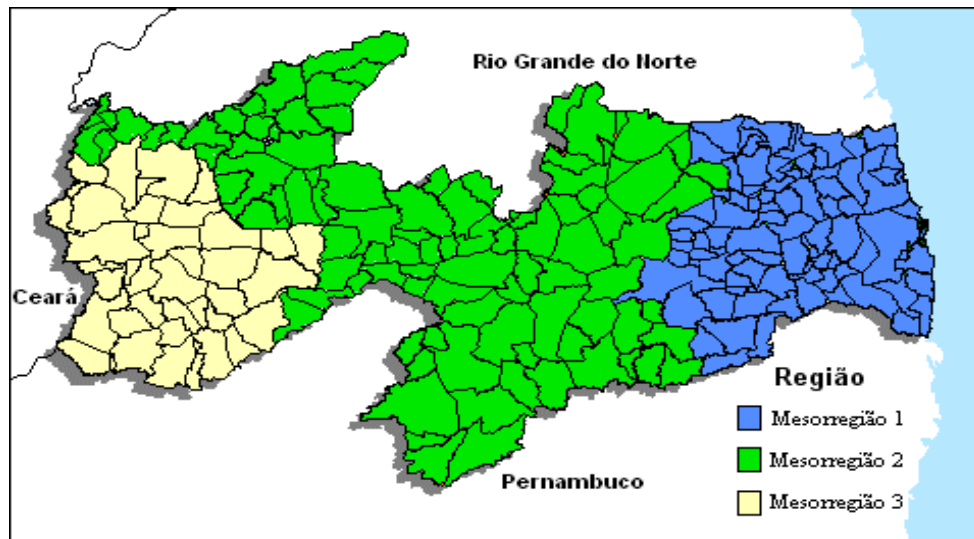 Rio Grande do Norte
Ceará
Região
Mesorregião 1
Mesorregião 2
Mesorregião 3
Pernambuco